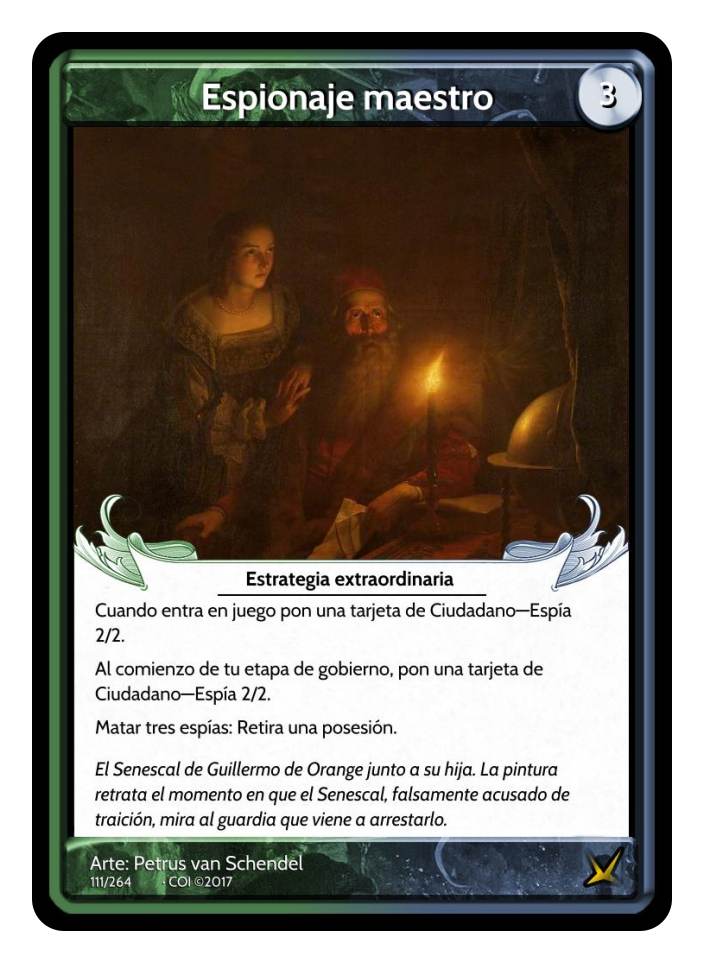 Espionaje maestro
3
Estrategia extraordinaria
Cuando entra en juego pon una tarjeta de Ciudadano—Espía
2/2.
Al comienzo de tu etapa de gobierno, pon una tarjeta de
Ciudadano—Espía 2/2.
Matar tres espías: Retira una posesión.
El Senescal de Guillermo de Orange junto a su hija. La pintura
retrata el momento en que el Senescal, falsamente acusado de
traición, mira al guardia que viene a arrestarlo.
Arte: Petrus van Schendel
111/264 · COI ©2017